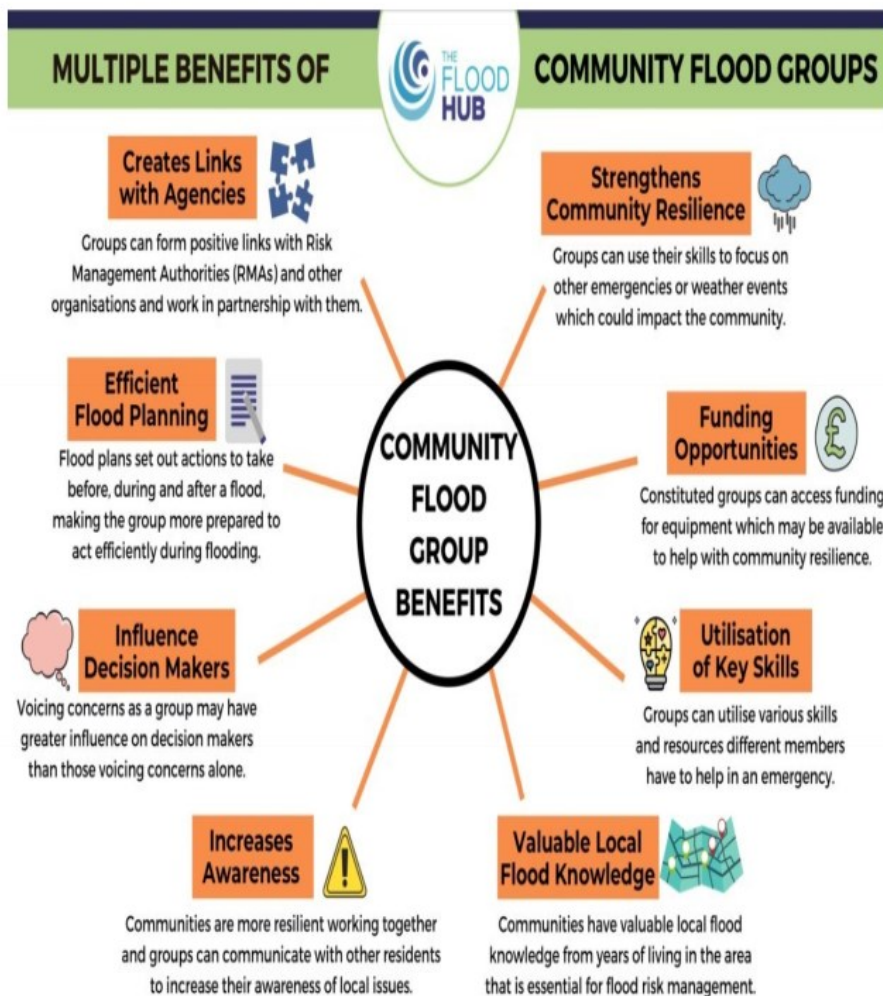 MULTIPLE BENEFITS OF
THE
FLOOD
HUB
COMMUNITY FLOOD GROUPS
Creates Links
with Agencies
Groups can form positive links with Risk
Management Authorities (RMAs) and other
organisations and work in partnership with them.
Strengthens
Community Resilience
Groups can use their skills to focus on
other emergencies or weather events
which could impact the community.
Efficient
Flood Planning
Flood plans set out actions to take
before, during and after a flood,
making the group more prepared to
act efficiently during flooding.
COMMUNITY
FLOOD
GROUP
BENEFITS
Funding
Opportunities
£
Constituted groups can access funding
for equipment which may be available
to help with community resilience.
Influence
Decision Makers
Voicing concerns as a group may have
greater influence on decision makers
than those voicing concerns alone.
Utilisation
of Key Skills
Groups can utilise various skills
and resources different members
have to help in an emergency.
Increases
Awareness
!
Communities are more resilient working together
and groups can communicate with other residents
to increase their awareness of local issues.
Valuable Local
Flood Knowledge
Communities have valuable local flood
knowledge from years of living in the area
that is essential for flood risk management.